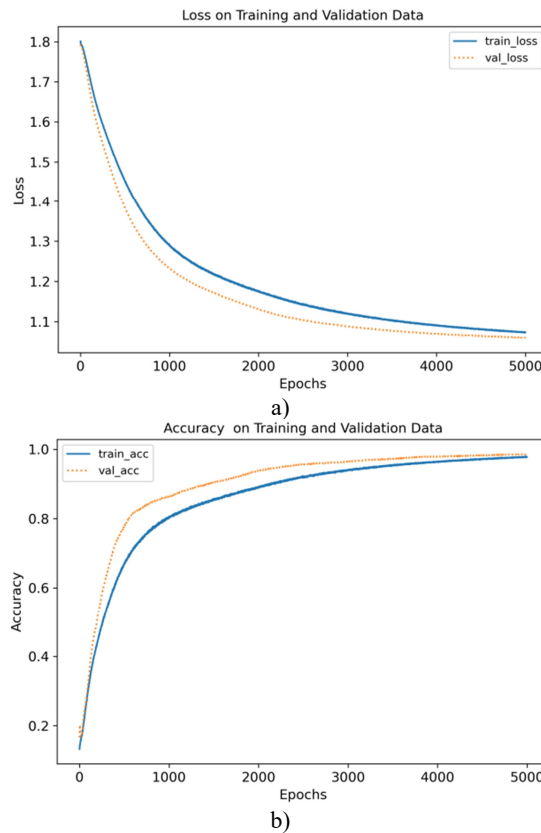 Loss on Training and Validation Data
1.8
1.7
1.6
1.5
1.4
1.3
1.2
1.1
Loss
train_loss
val_loss
0 1000 2000 3000 4000 5000
Epochs
a)
Accuracy  on Training and Validation Data
1.0
0.8
0.6
0.4
0.2
Accuracy
train_acc
val_acc
0 1000 2000 3000 4000 5000
Epochs
b)